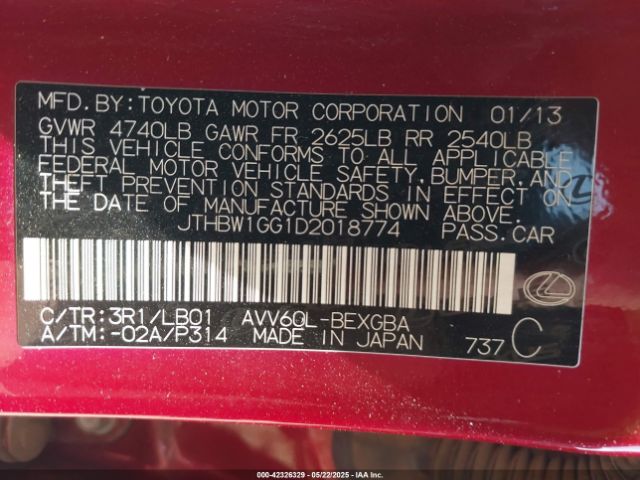 MFD. BY: TOYOTA MOTOR CORPORATION 01/13
GVWR 4740LB GAWR FR 2625LB RR 2540LB
THIS VEHICLE CONFORMS TO ALL APPLICABLE
FEDERAL MOTOR VEHICLE SAFETY, BUMPER, AND
THEFT PREVENTION STANDARDS IN EFFECT ON
THE DATE OF MANUFACTURE SHOWN ABOVE.
JTHBW1GG1D2018774 PASS.CAR
C/TR:3R1/LB01 AVV60L-BEXGBA
A/TM:-02A/P314 MADE IN JAPAN 737 C
000-42326329 - 05/22/2025 - IAAI.COM